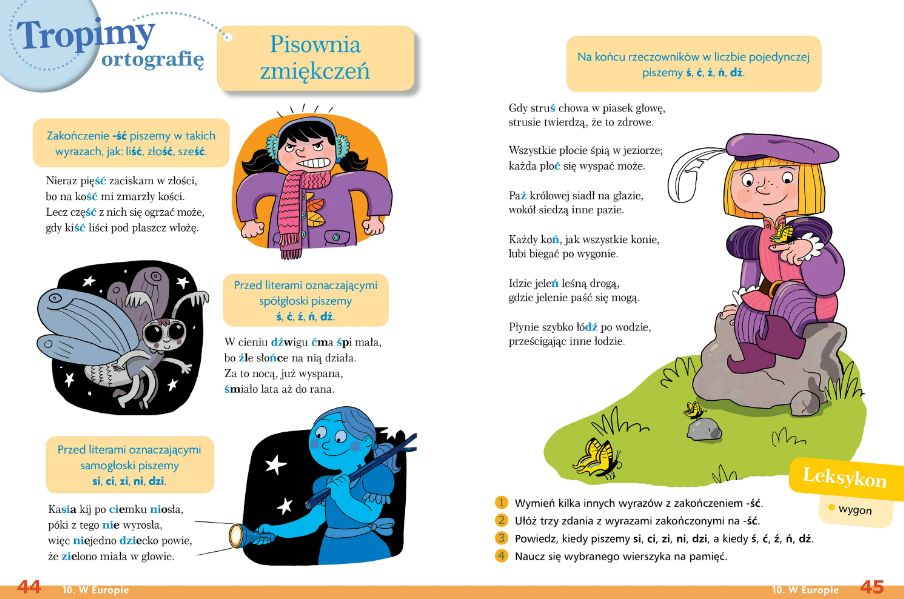 Tropimy
ortografię
Pisownia
zmiękczeń
Zakończenie -ść piszemy w takich
wyrazach, jak: liść, złość, sześć.
Nieraz pięść zaciskam w złości,
bo na kość mi zmarzły kości.
Lecz część z nich się ogrzać może,
gdy kiść liści pod płaszcz włożę.
Przed literami oznaczającymi
spółgłoski piszemy
ś, ć, ź, ń, dź.
W cieniu dźwigu ćma śpi mała,
bo źle słońce na nią działa.
Za to nocą, już wyspana,
śmiało lata aż do rana.
Przed literami oznaczającymi
samogłoski piszemy
si, ci, zi, ni, dzi.
Kasia kij po ciemku niosła,
póki z tego nie wyrosła,
więc niejedno dziecko powie,
że zielono miała w głowie.
44
10. W Europie
Na końcu rzeczowników w liczbie pojedynczej
piszemy ś, ć, ź, ń, dź.
Gdy struś chowa w piasek głowę,
strusie twierdzą, że to zdrowe.
Wszystkie płocie śpią w jeziorze;
każda płoć się wyspać może.
Paź królowej siadł na głazie,
wokół siedzą inne pazie.
Każdy koń, jak wszystkie konie,
lubi biegać po wygonie.
Idzie jeleń leśną drogą,
gdzie jelenie paść się mogą.
Płynie szybko łódź po wodzie,
prześcigając inne łodzie.
Leksykon
wygon
1 Wymień kilka innych wyrazów z zakończeniem -ść.
2 Ułóż trzy zdania z wyrazami zakończonymi na -ść.
3 Powiedz, kiedy piszemy si, ci, zi, ni, dzi, a kiedy ś, ć, ź, ń, dź.
4 Naucz się wybranego wierszyka na pamięć.
10. W Europie
45